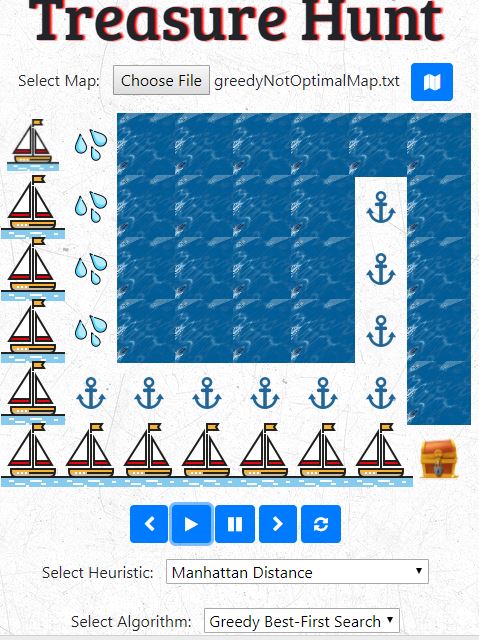 Treasure Hunt
Select Map: Choose File greedyNotOptimalMap.txt
Select Heuristic: Manhattan Distance
Select Algorithm: Greedy Best-First Search